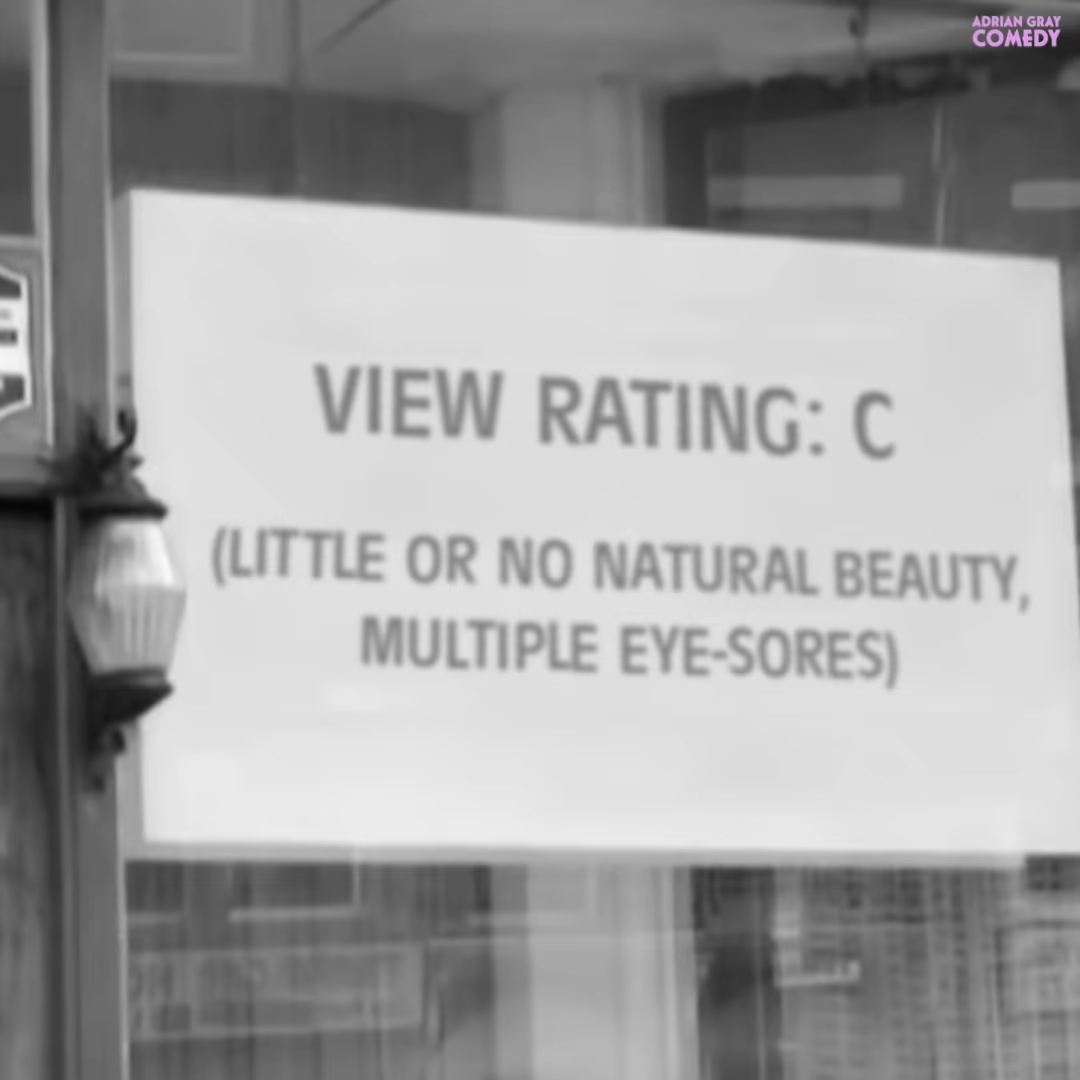 ADRIAN GRAY
COMEDY
VIEW RATING: C
(LITTLE OR NO NATURAL BEAUTY,
MULTIPLE EYE-SORES)